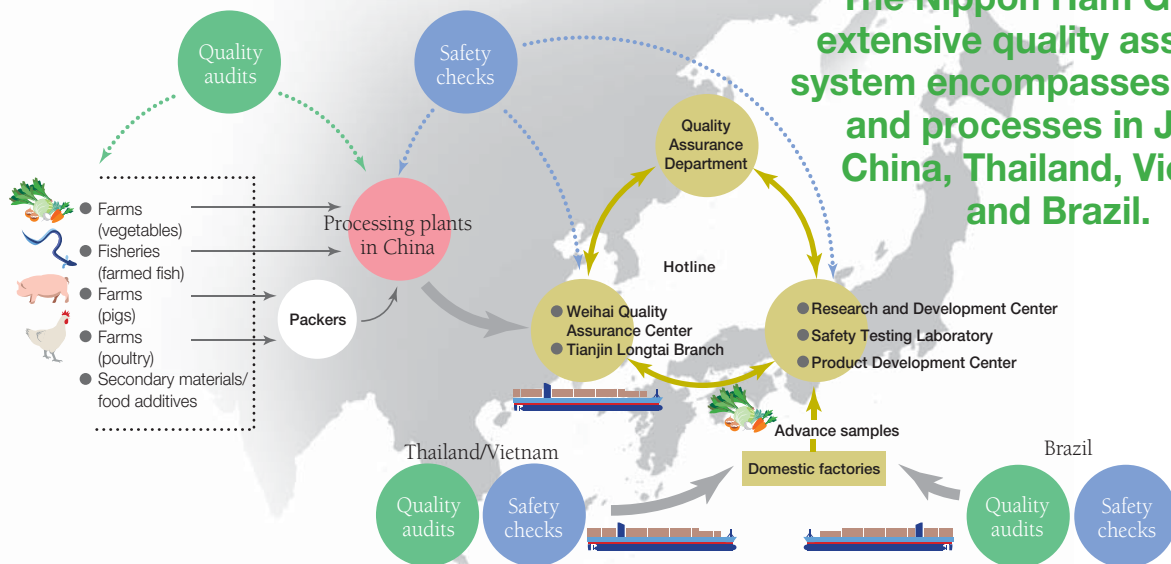 The Nippon Ham G
extensive quality ass
system encompasses
and processes in J
China, Thailand, Vi
and Brazil.
Quality
audits
Safety
checks
Quality
Assurance
Department
Farms
(vegetables)
Fisheries
(farmed fish)
Farms
(pigs)
Farms
(poultry)
Secondary materials/
food additives
Processing plants
in China
Packers
Hotline
Weihai Quality
Assurance Center
Tianjin Longtai Branch
Research and Development Center
Safety Testing Laboratory
Product Development Center
Advance samples
Domestic factories
Thailand/Vietnam
Quality
audits
Safety
checks
Brazil
Quality
audits
Safety
checks